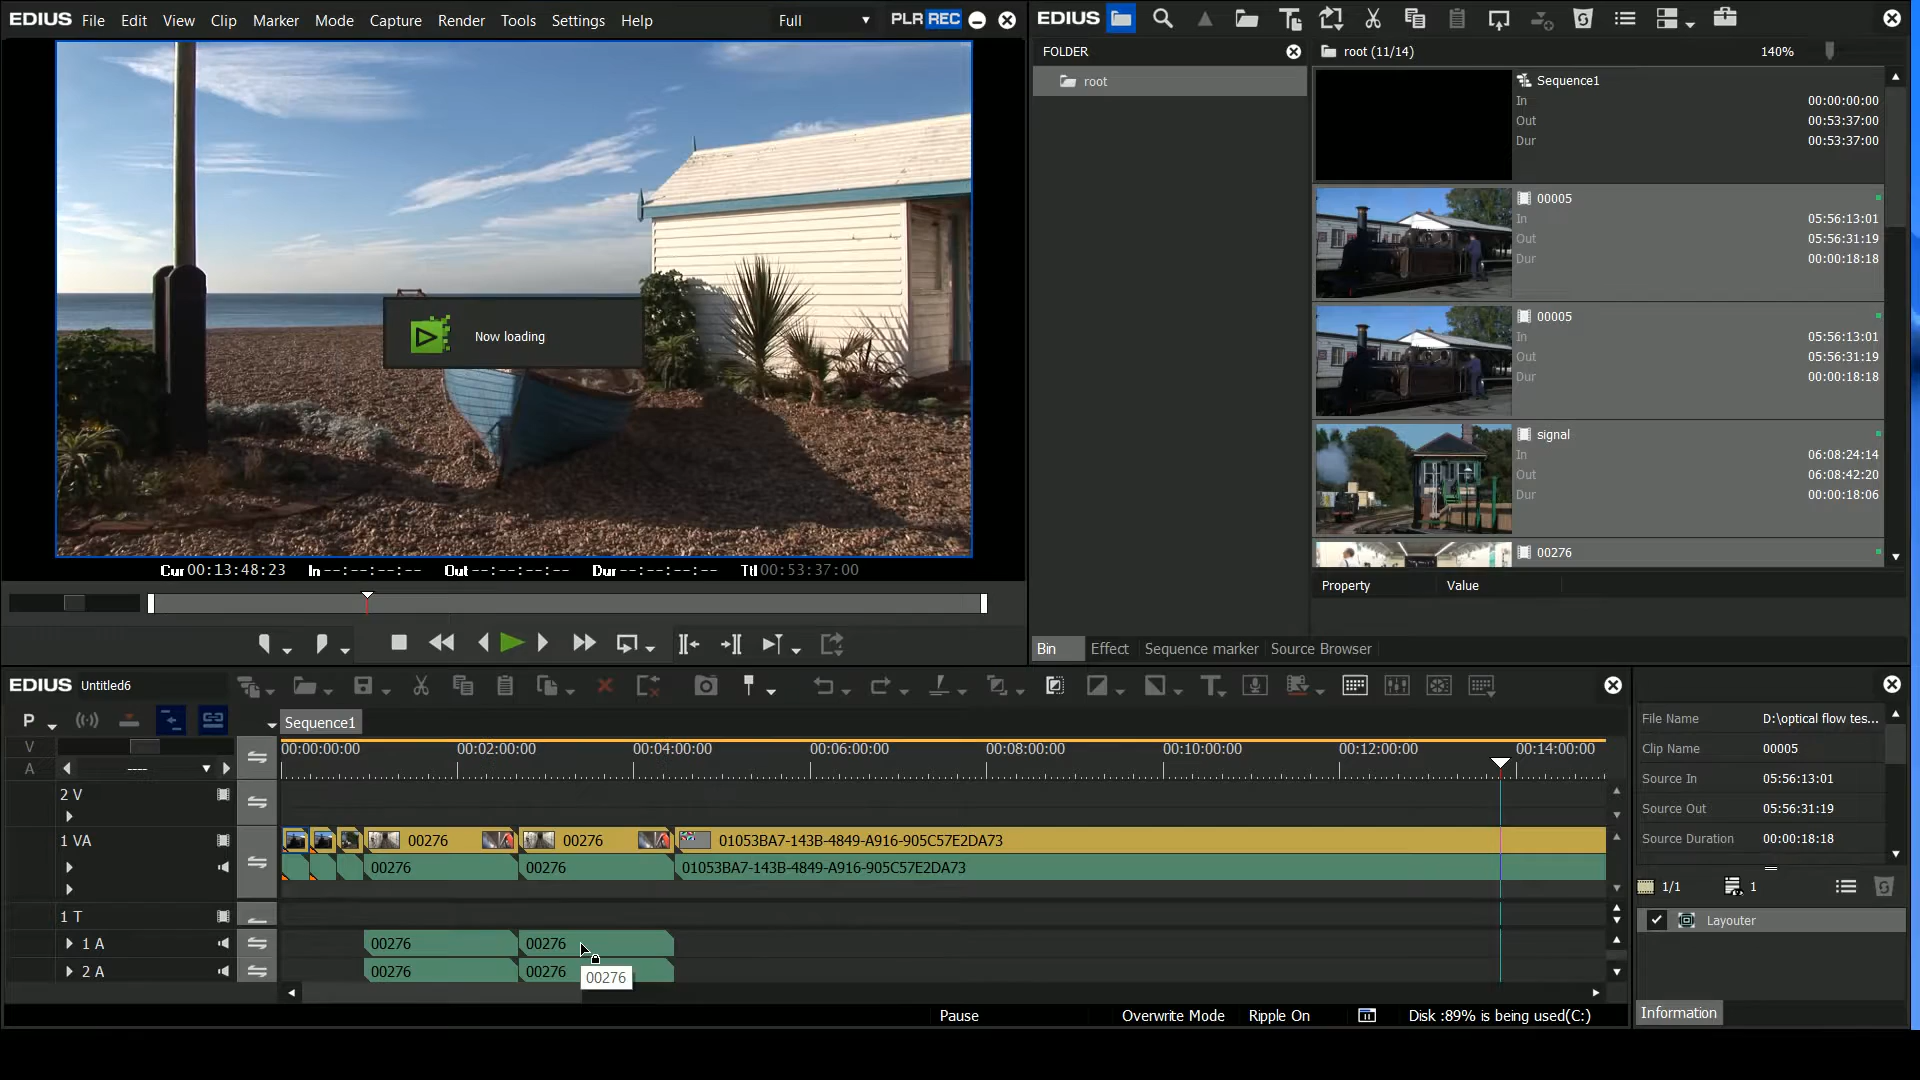 EDIUS File Edit View Clip Marker Mode Capture Render Tools Settings Help Full PLR REC
Now loading
Cur 00:13:48:23 In --:--:--:-- Out --:--:--:-- Dur --:--:--:-- Ttl 00:53:37:00
EDIUS
FOLDER
root
root (11/14) 140%
Sequence1
In 00:00:00:00
Out 00:53:37:00
Dur 00:53:37:00
00005
In 05:56:13:01
Out 05:56:31:19
Dur 00:00:18:18
00005
In 05:56:13:01
Out 05:56:31:19
Dur 00:00:18:18
signal
In 06:08:24:14
Out 06:08:42:20
Dur 00:00:18:06
00276
Property Value
Bin Effect Sequence marker Source Browser
EDIUS Untitled6
P
Sequence1
V
A ----
00:00:00:00 00:02:00:00 00:04:00:00 00:06:00:00 00:08:00:00 00:10:00:00 00:12:00:00 00:14:00:00
2 V
1 VA 00276 00276 01053BA7-143B-4849-A916-905C57E2DA73
00276 00276 01053BA7-143B-4849-A916-905C57E2DA73
1 T
1 A 00276 00276
2 A 00276 00276
00276
Pause Overwrite Mode Ripple On Disk :89% is being used(C:)
File Name D:\optical flow tes...
Clip Name 00005
Source In 05:56:13:01
Source Out 05:56:31:19
Source Duration 00:00:18:18
1/1 1
Layouter
Information